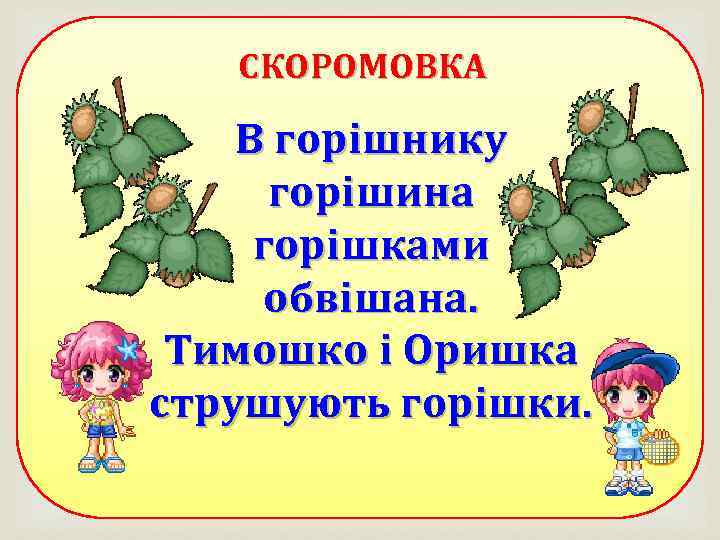 СКОРОМОВКА
В горішнику
горішина
горішками
обвішана.
Тимошко і Оришка
струшують горішки.